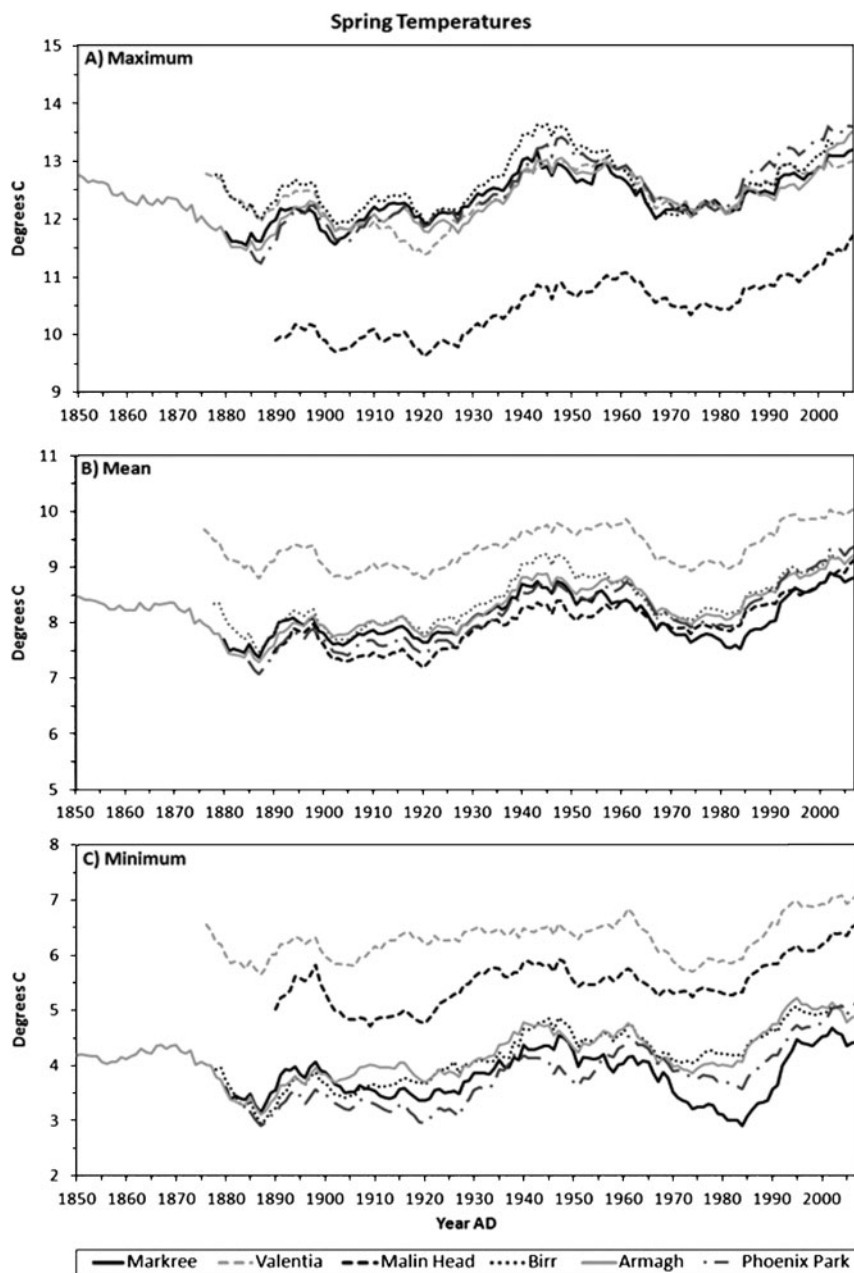 Spring Temperatures
A) Maximum
Degrees C
15
14
13
12
11
10
9
1850 1860 1870 1880 1890 1900 1910 1920 1930 1940 1950 1960 1970 1980 1990 2000
B) Mean
Degrees C
11
10
9
8
7
6
5
1850 1860 1870 1880 1890 1900 1910 1920 1930 1940 1950 1960 1970 1980 1990 2000
C) Minimum
Degrees C
8
7
6
5
4
3
2
1850 1860 1870 1880 1890 1900 1910 1920 1930 1940 1950 1960 1970 1980 1990 2000
Year AD
Markree Valentia Malin Head Birr Armagh Phoenix Park